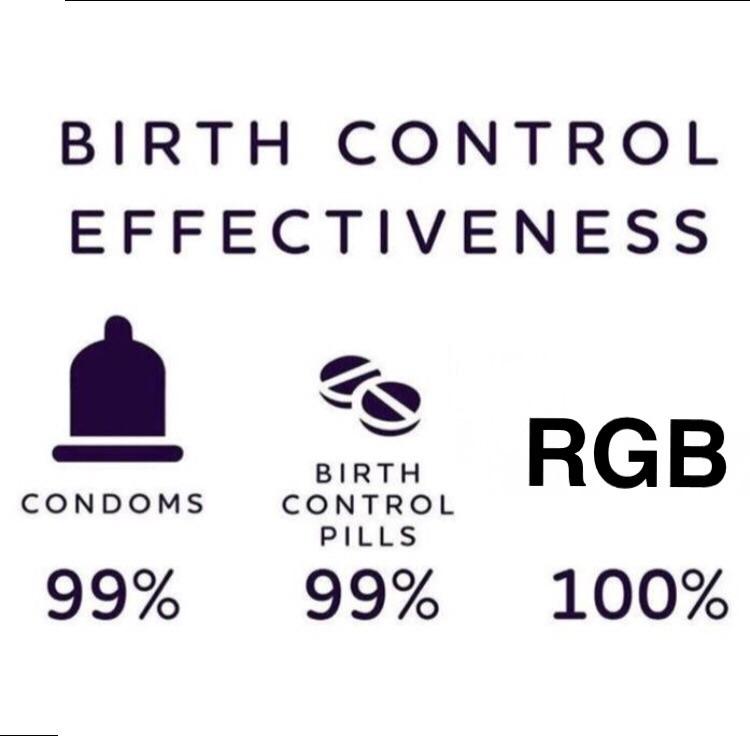 BIRTH CONTROL
EFFECTIVENESS
CONDOMS
99%
BIRTH
CONTROL
PILLS
99%
RGB
100%